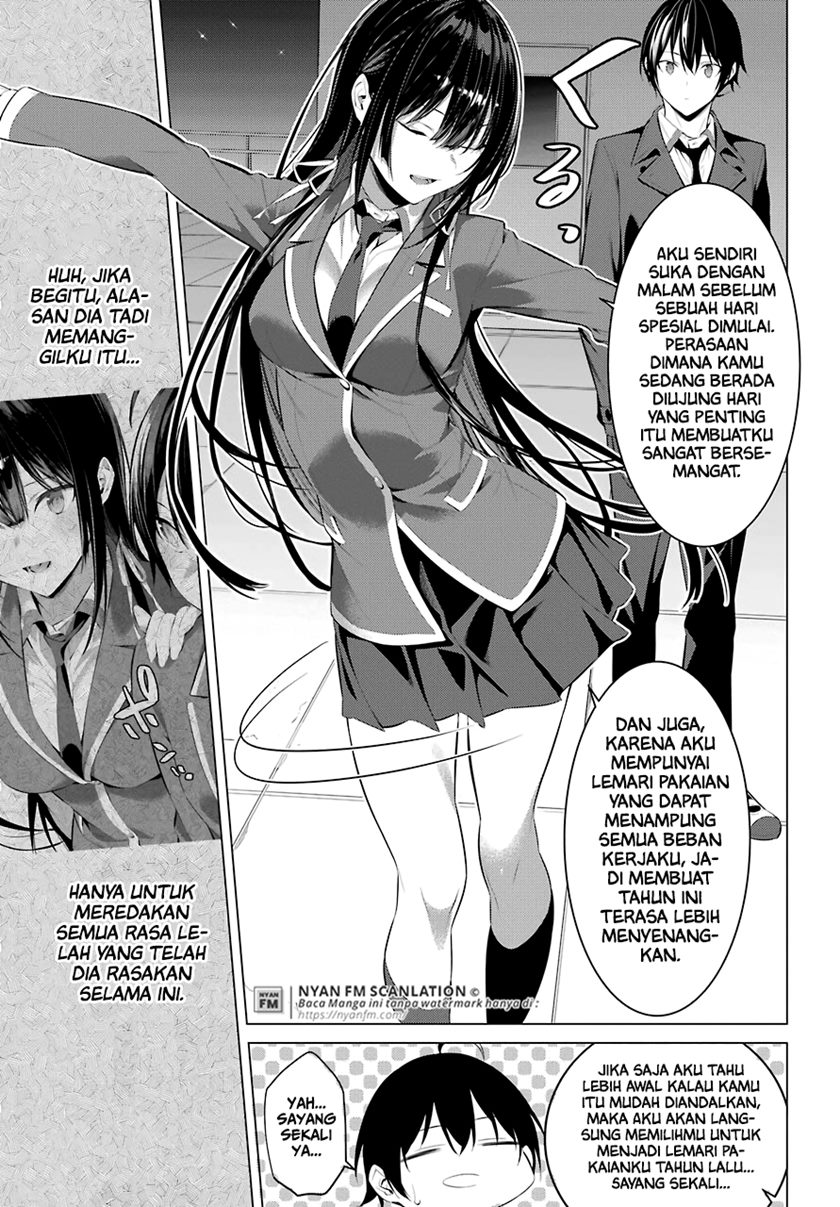 くるっ
AKU SENDIRI
SUKA DENGAN
MALAM SEBELUM
SEBUAH HARI
SPESIAL DIMULAI.
PERASAAN
DIMANA KAMU
SEDANG BERADA
DIUJUNG HARI
YANG PENTING
ITU MEMBUATKU
SANGAT BERSE-
MANGAT.
HUH, JIKA
BEGITU, ALA-
SAN DIA TADI
MEMANG-
GILKU ITU...
DAN JUGA,
KARENA AKU
MEMPUNYAI
LEMARI PAKAIAN
YANG DAPAT
MENAMPUNG
SEMUA BEBAN
KERJAKU, JA-
DI MEMBUAT
TAHUN INI
TERASA LEBIH
MENYENANG-
KAN.
HANYA UNTUK
MEREDAKAN
SEMUA RASA LE-
LAH YANG TELAH
DIA RASAKAN
SELAMA INI.
NYAN
FM
NYAN FM SCANLATION ©
Baca Manga ini tanpa watermark hanya di :
https://nyanfm.com/
JIKA SAJA AKU TAHU
LEBIH AWAL KALAU KAMU
ITU MUDAH DIANDALKAN,
MAKA AKU AKAN LANG-
SUNG MEMILIHMU UNTUK
MENJADI LEMARI PA-
KAIANKU TAHUN LALU...
SAYANG SEKALI...
YAH...
SAYANG
SEKALI
YA...